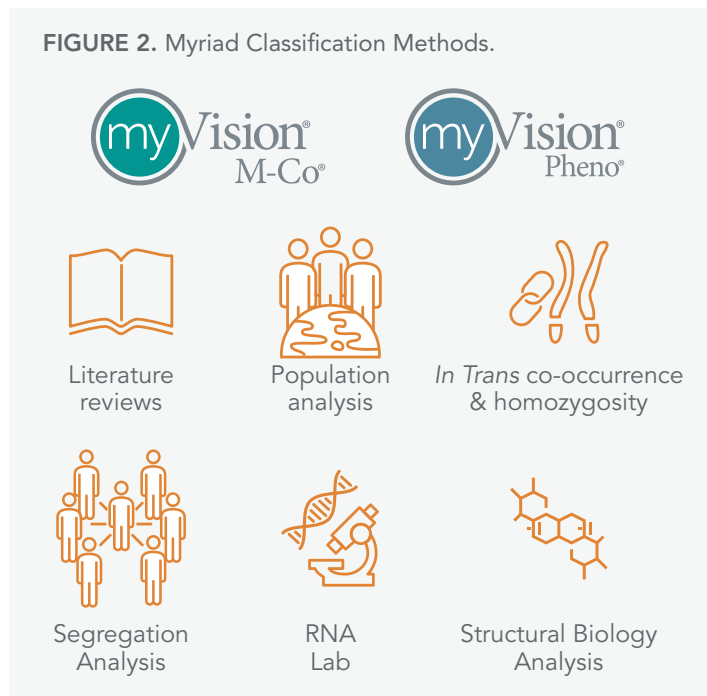 FIGURE 2. Myriad Classification Methods.
myVision®
M-Co®
myVision®
Pheno®
Literature
reviews
Population
analysis
In Trans co-occurrence
& homozygosity
Segregation
Analysis
RNA
Lab
Structural Biology
Analysis